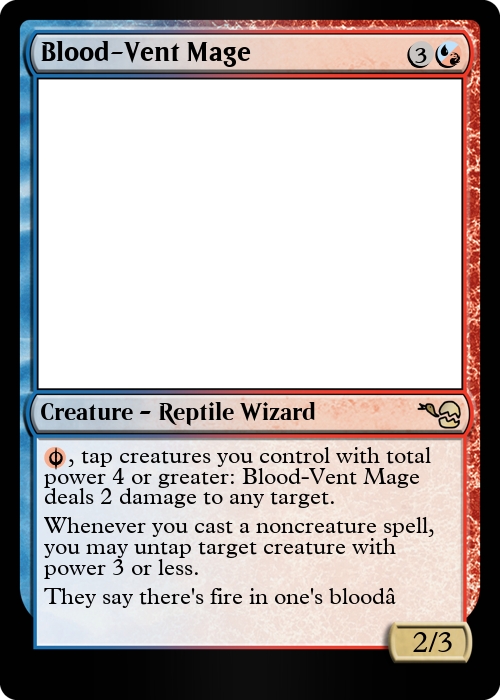 Blood-Vent Mage 3
Creature - Reptile Wizard
, tap creatures you control with total
power 4 or greater: Blood-Vent Mage
deals 2 damage to any target.
Whenever you cast a noncreature spell,
you may untap target creature with
power 3 or less.
They say there's fire in one's bloodâ
2/3